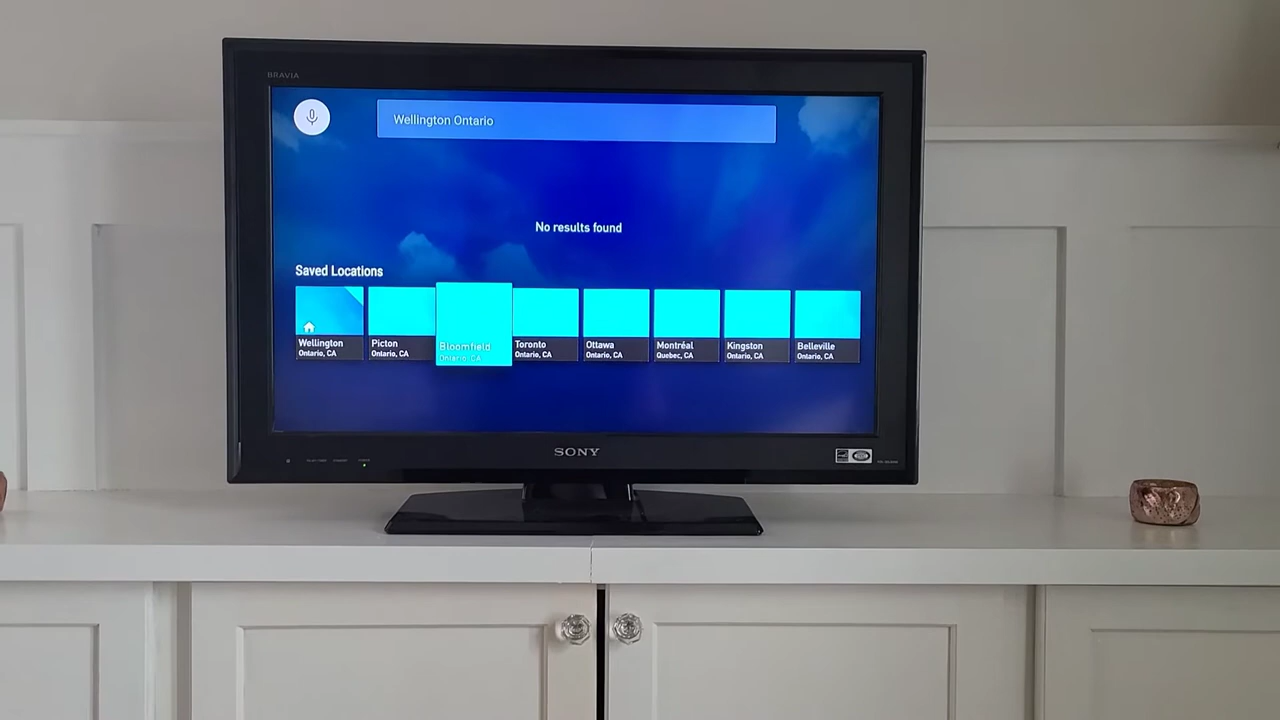 BRAVIA
Wellington Ontario
No results found
Saved Locations
Wellington
Ontario, CA
Picton
Ontario, CA
Bloomfield
Ontario, CA
Toronto
Ontario, CA
Ottawa
Ontario, CA
Montréal
Quebec, CA
Kingston
Ontario, CA
Belleville
Ontario, CA
SONY